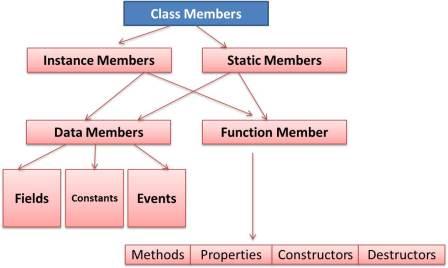 Class Members
Instance Members
Static Members
Data Members
Function Member
Fields
Constants
Events
Methods
Properties
Constructors
Destructors